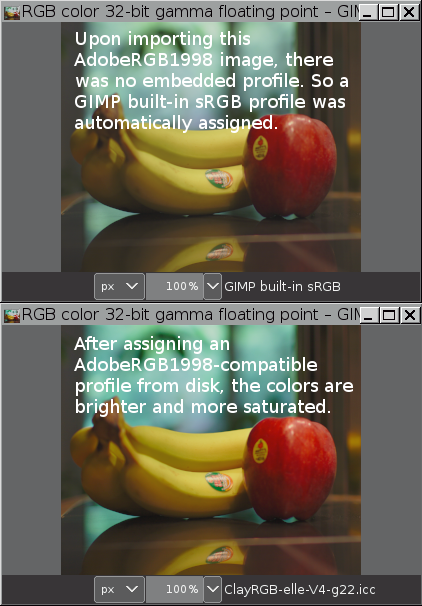 RGB color 32-bit gamma floating point – GIM
Upon importing this
AdobeRGB1998 image, there
was no embedded profile. So a
GIMP built-in sRGB profile was
automatically assigned.
px 100% GIMP built-in sRGB
RGB color 32-bit gamma floating point – GIM
After assigning an
AdobeRGB1998-compatible
profile from disk, the colors are
brighter and more saturated.
px 100% ClayRGB-elle-V4-g22.icc